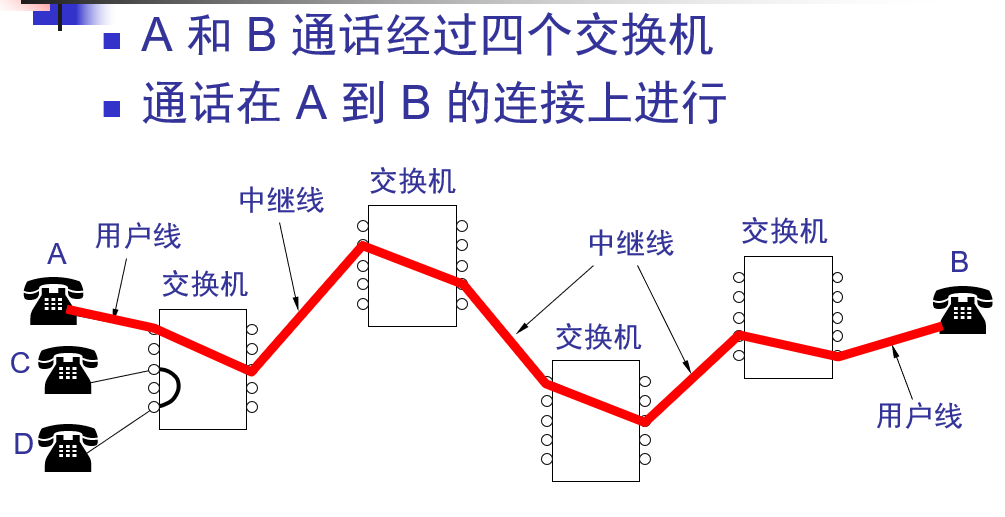 A 和 B 通话经过四个交换机
通话在 A 到 B 的连接上进行
交换机
中继线
用户线
中继线
交换机
A
B
交换机
交换机
C
用户线
D